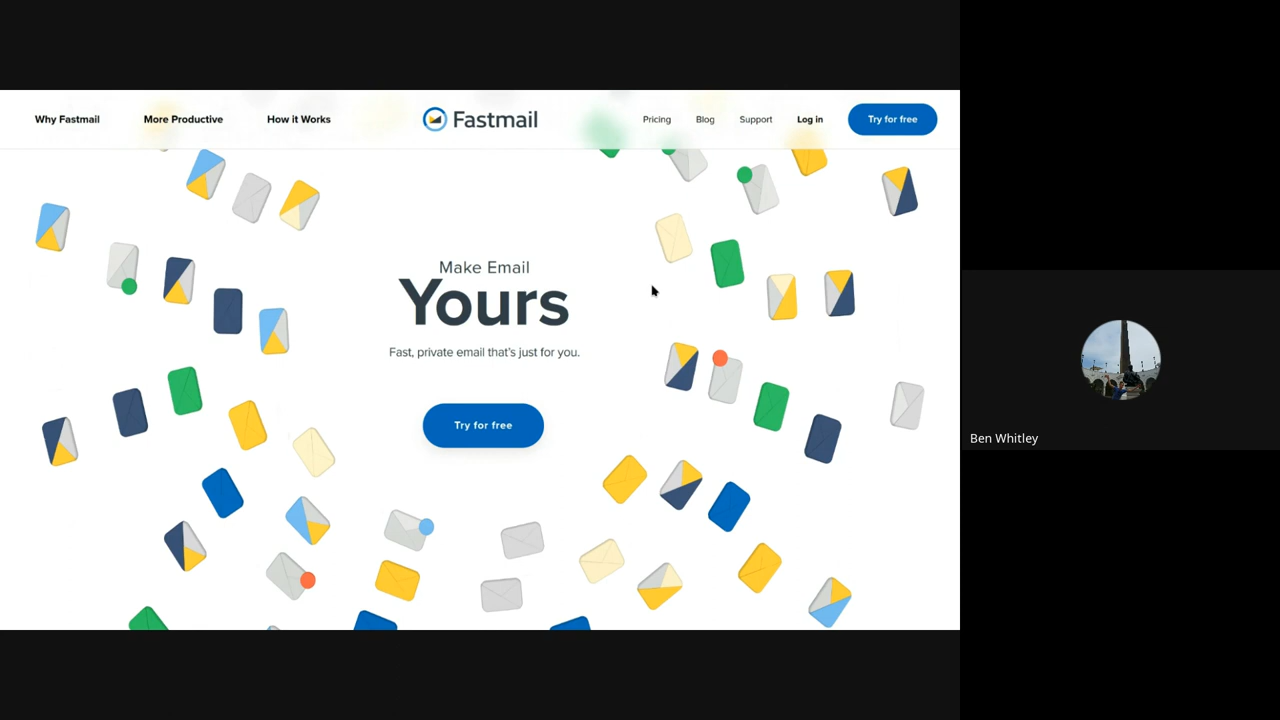 Why Fastmail
More Productive
How it Works
Fastmail
Pricing
Blog
Support
Log in
Try for free
Make Email
Yours
Fast, private email that's just for you.
Try for free
Ben Whitley